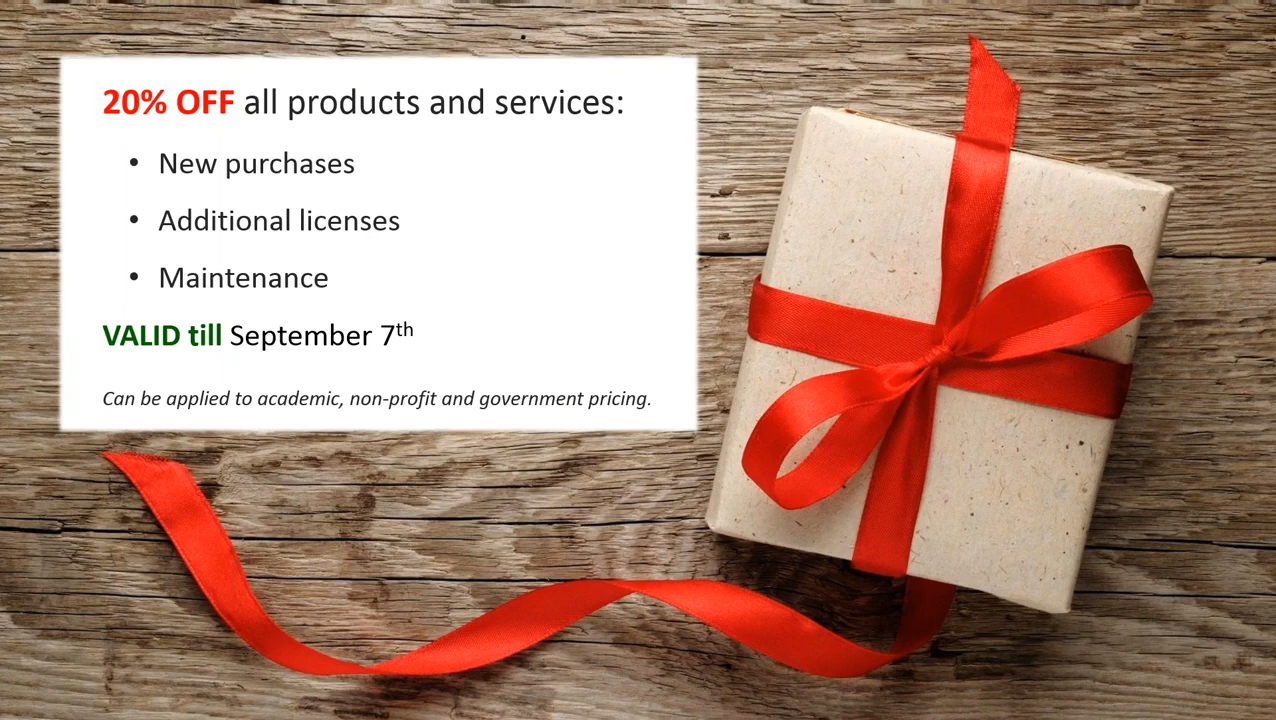 20% OFF all products and services:
• New purchases
• Additional licenses
• Maintenance
VALID till September 7th
Can be applied to academic, non-profit and government pricing.